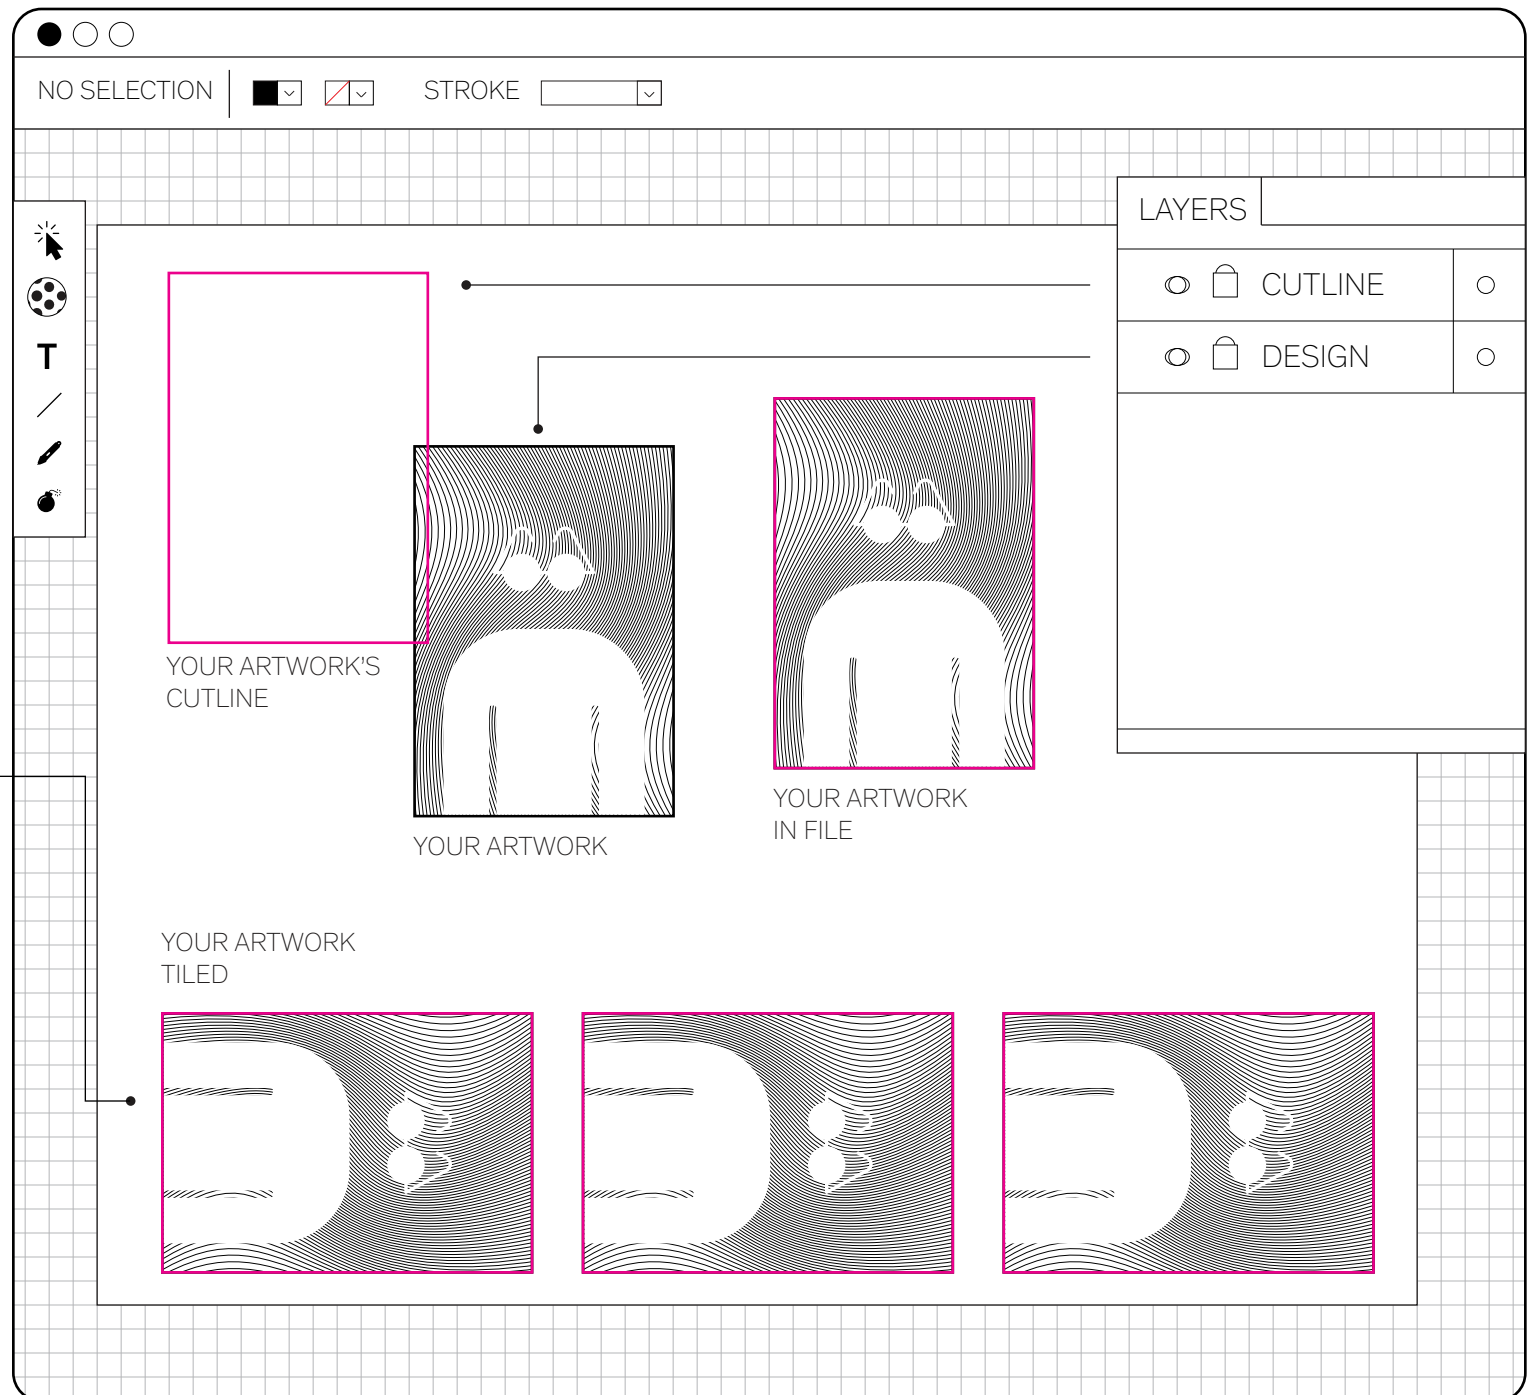 NO SELECTION
STROKE
LAYERS
CUTLINE
DESIGN
T
YOUR ARTWORK'S
CUTLINE
YOUR ARTWORK
IN FILE
YOUR ARTWORK
YOUR ARTWORK
TILED